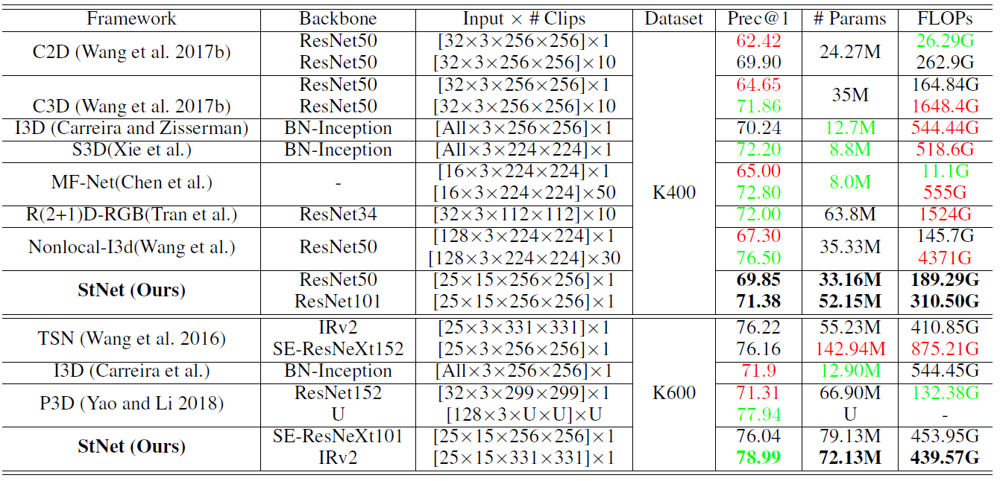 Framework Backbone Input × # Clips Dataset Prec@1 # Params FLOPs
C2D (Wang et al. 2017b) ResNet50 [32×3×256×256]×1 62.42 24.27M 26.29G
ResNet50 [32×3×256×256]×10 69.90 262.9G
C3D (Wang et al. 2017b) ResNet50 [32×3×256×256]×1 64.65 35M 164.84G
ResNet50 [32×3×256×256]×10 71.86 1648.4G
I3D (Carreira and Zisserman) BN-Inception [All×3×256×256]×1 70.24 12.7M 544.44G
S3D(Xie et al.) BN-Inception [All×3×224×224]×1 72.20 8.8M 518.6G
MF-Net(Chen et al.) - [16×3×224×224]×1 K400 65.00 8.0M 11.1G
[16×3×224×224]×50 72.80 555G
R(2+1)D-RGB(Tran et al.) ResNet34 [32×3×112×112]×10 72.00 63.8M 1524G
Nonlocal-I3d(Wang et al.) ResNet50 [128×3×224×224]×1 67.30 35.33M 145.7G
[128×3×224×224]×30 76.50 4371G
StNet (Ours) ResNet50 [25×15×256×256]×1 69.85 33.16M 189.29G
ResNet101 [25×15×256×256]×1 71.38 52.15M 310.50G
TSN (Wang et al. 2016) IRv2 [25×3×331×331]×1 76.22 55.23M 410.85G
SE-ResNeXt152 [25×3×256×256]×1 76.16 142.94M 875.21G
I3D (Carreira et al.) BN-Inception [All×3×256×256]×1 71.9 12.90M 544.45G
P3D (Yao and Li 2018) ResNet152 [32×3×299×299]×1 K600 71.31 66.90M 132.38G
U [128×3×U×U]×U 77.94 U -
StNet (Ours) SE-ResNeXt101 [25×15×256×256]×1 76.04 79.13M 453.95G
IRv2 [25×15×331×331]×1 78.99 72.13M 439.57G